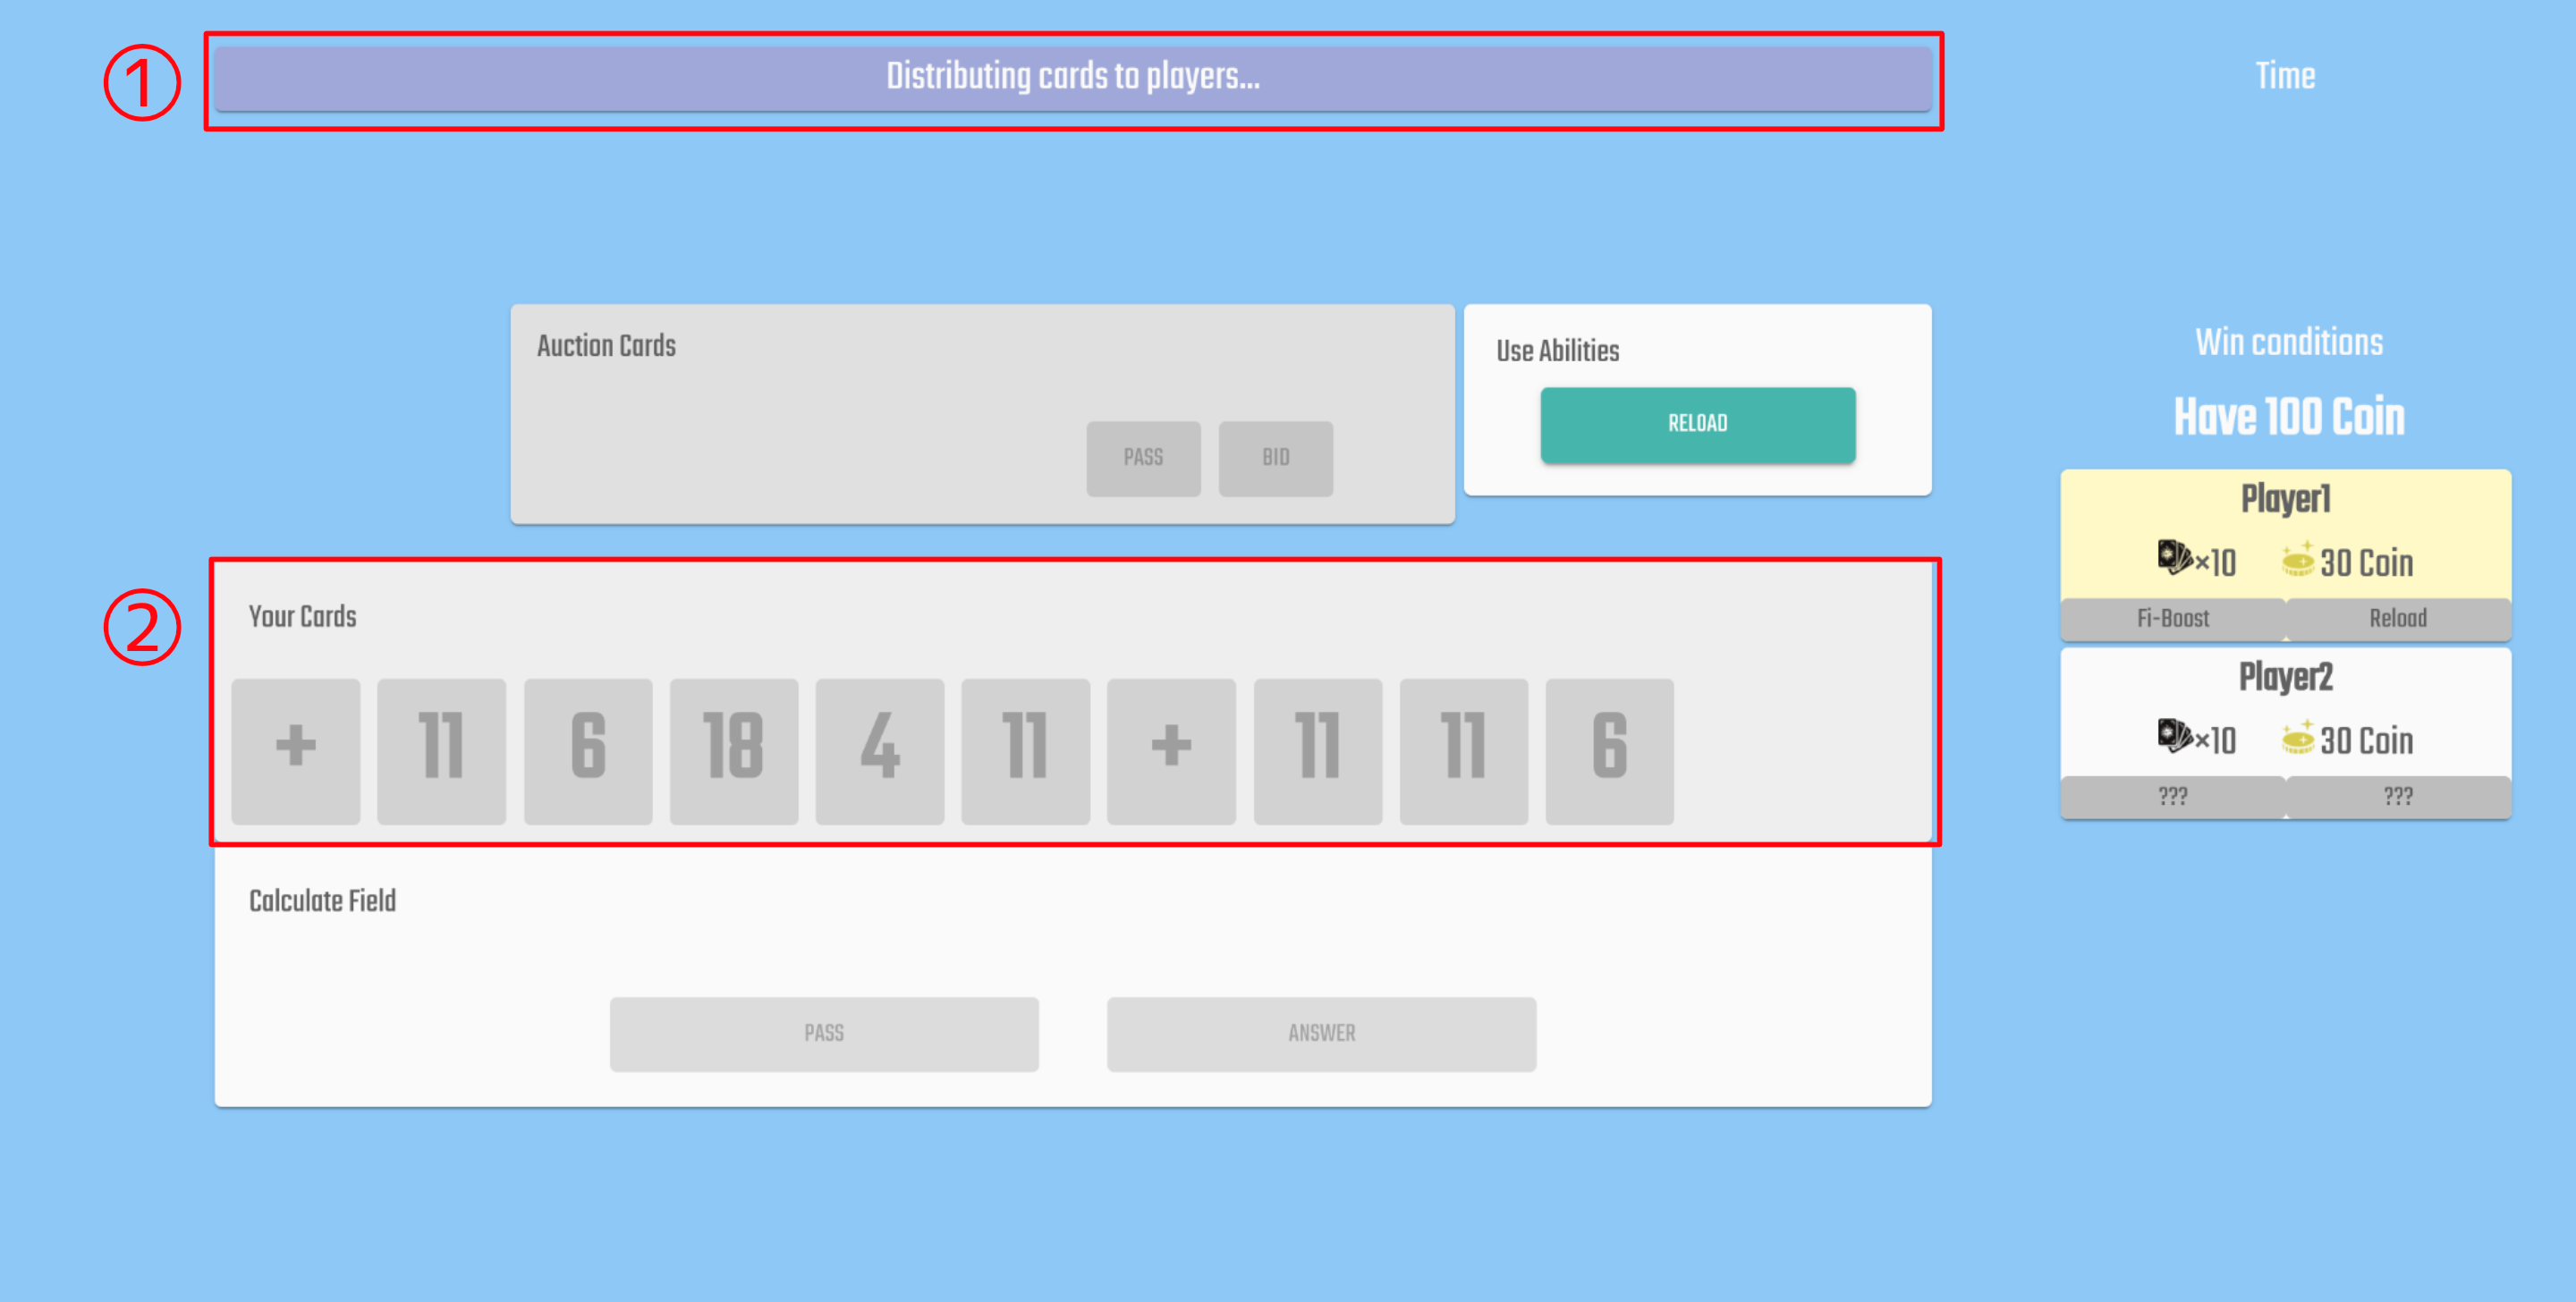 ①
Distributing cards to players...
Time
Auction Cards
PASS
BID
Use Abilities
RELOAD
Win conditions
Have 100 Coin
Player1
×10
30 Coin
Fi-Boost
Reload
Player2
×10
30 Coin
???
???
②
Your Cards
+ 11 6 18 4 11 + 11 11 6
Calculate Field
PASS
ANSWER